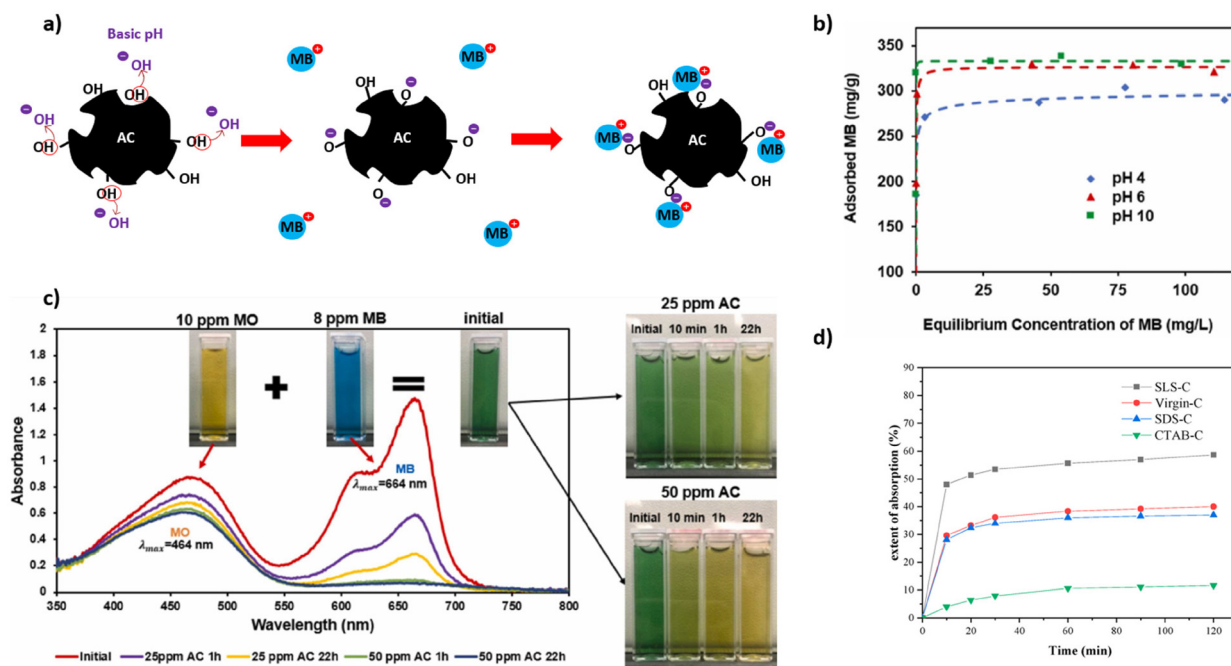 a)
Basic pH
OH
OH
OH
OH
AC
OH
OH
OH
OH
MB
MB
MB
MB
OH
O
O
O
O
OH
AC
MB
OH
O
O
O
O
OH
AC
MB
MB
MB
b)
Adsorbed MB (mg/g)
350
300
250
200
150
100
pH 4
pH 6
pH 10
0 25 50 75 100
Equilibrium Concentration of MB (mg/L)
c)
10 ppm MO 8 ppm MB initial
Absorbance
2
1.8
1.6
1.4
1.2
1
0.8
0.6
0.4
0.2
0
MB
λmax=664 nm
MO
λmax=464 nm
350 400 450 500 550 600 650 700 750 800
Wavelength (nm)
Initial 25ppm AC 1h 25 ppm AC 22h 50 ppm AC 1h 50 ppm AC 22h
25 ppm AC
Initial 10 min 1h 22h
50 ppm AC
Initial 10 min 1h 22h
d)
extent of absorption (%)
90
80
70
60
50
40
30
20
10
0
SLS-C
Virgin-C
SDS-C
CTAB-C
0 20 40 60 80 100 120
Time (min)